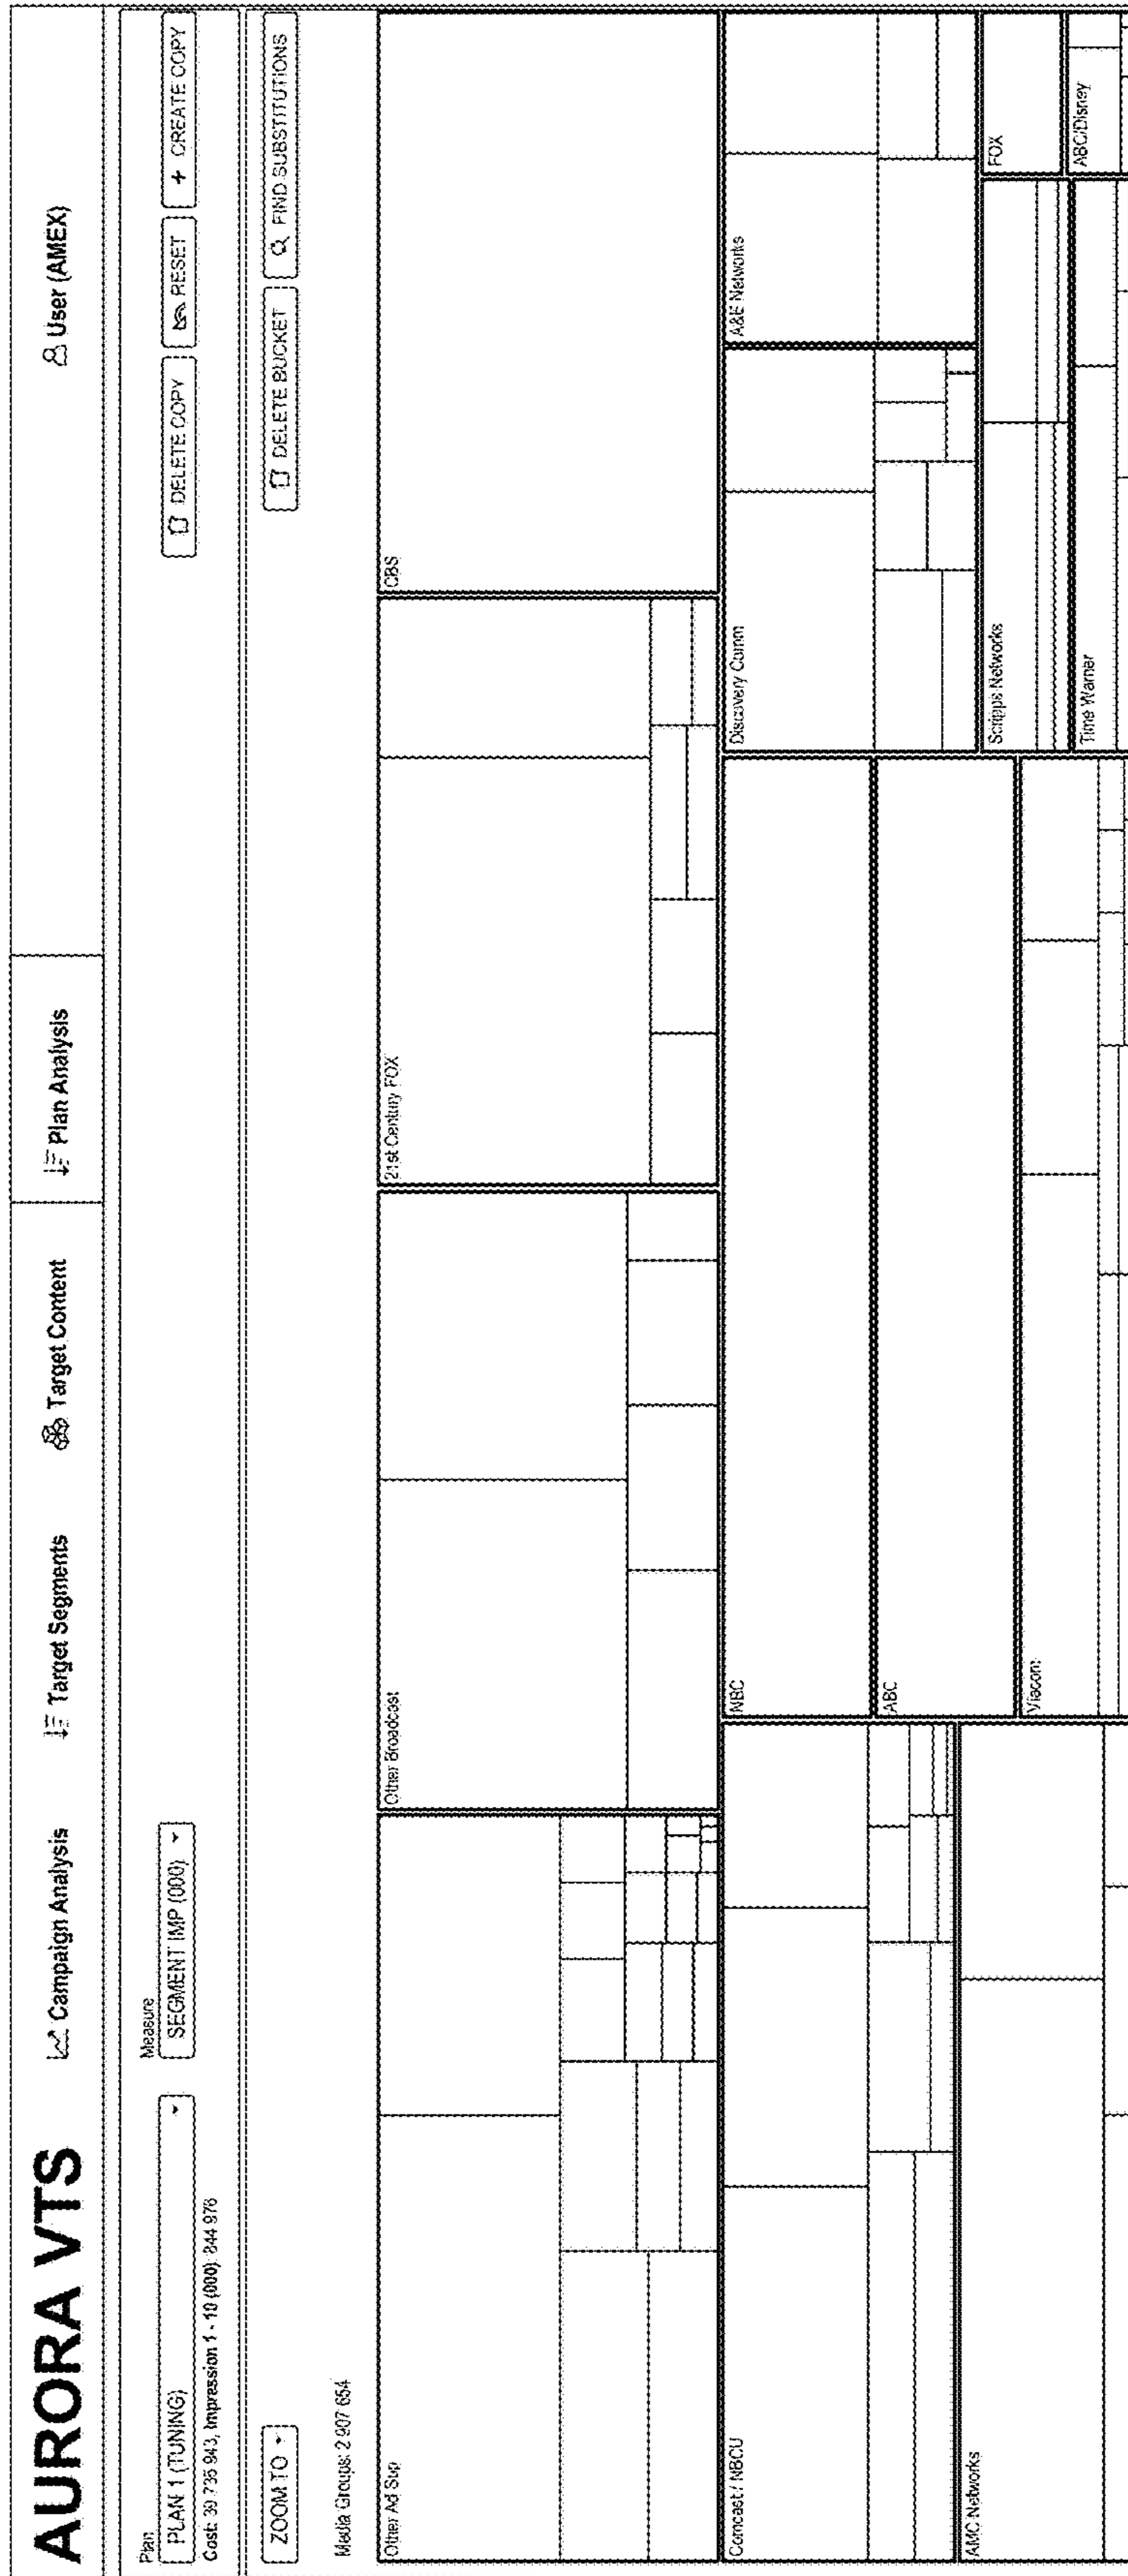 AURORA VTS
Campaign Analysis
Target Segments
Target Content
Plan Analysis
User (AMEX)
Plan
Measure
PLAN 1 (TUNING)
SEGMENT IMP (000)
DELETE COPY
RESET
+ CREATE COPY
Cost: 39 736 943, Impression 1 - 10 (000): 844 976
ZOOM TO
DELETE BUCKET
FIND SUBSTITUTIONS
Media Groups: 2 907 654
Other Ad Sup
Other Broadcast
21st Century FOX
CBS
Comcast / NBCU
NBC
Discovery Comm
A&E Networks
ABC
AMC Networks
Scripps Networks
FOX
Viacom
Time Warner
ABC/Disney